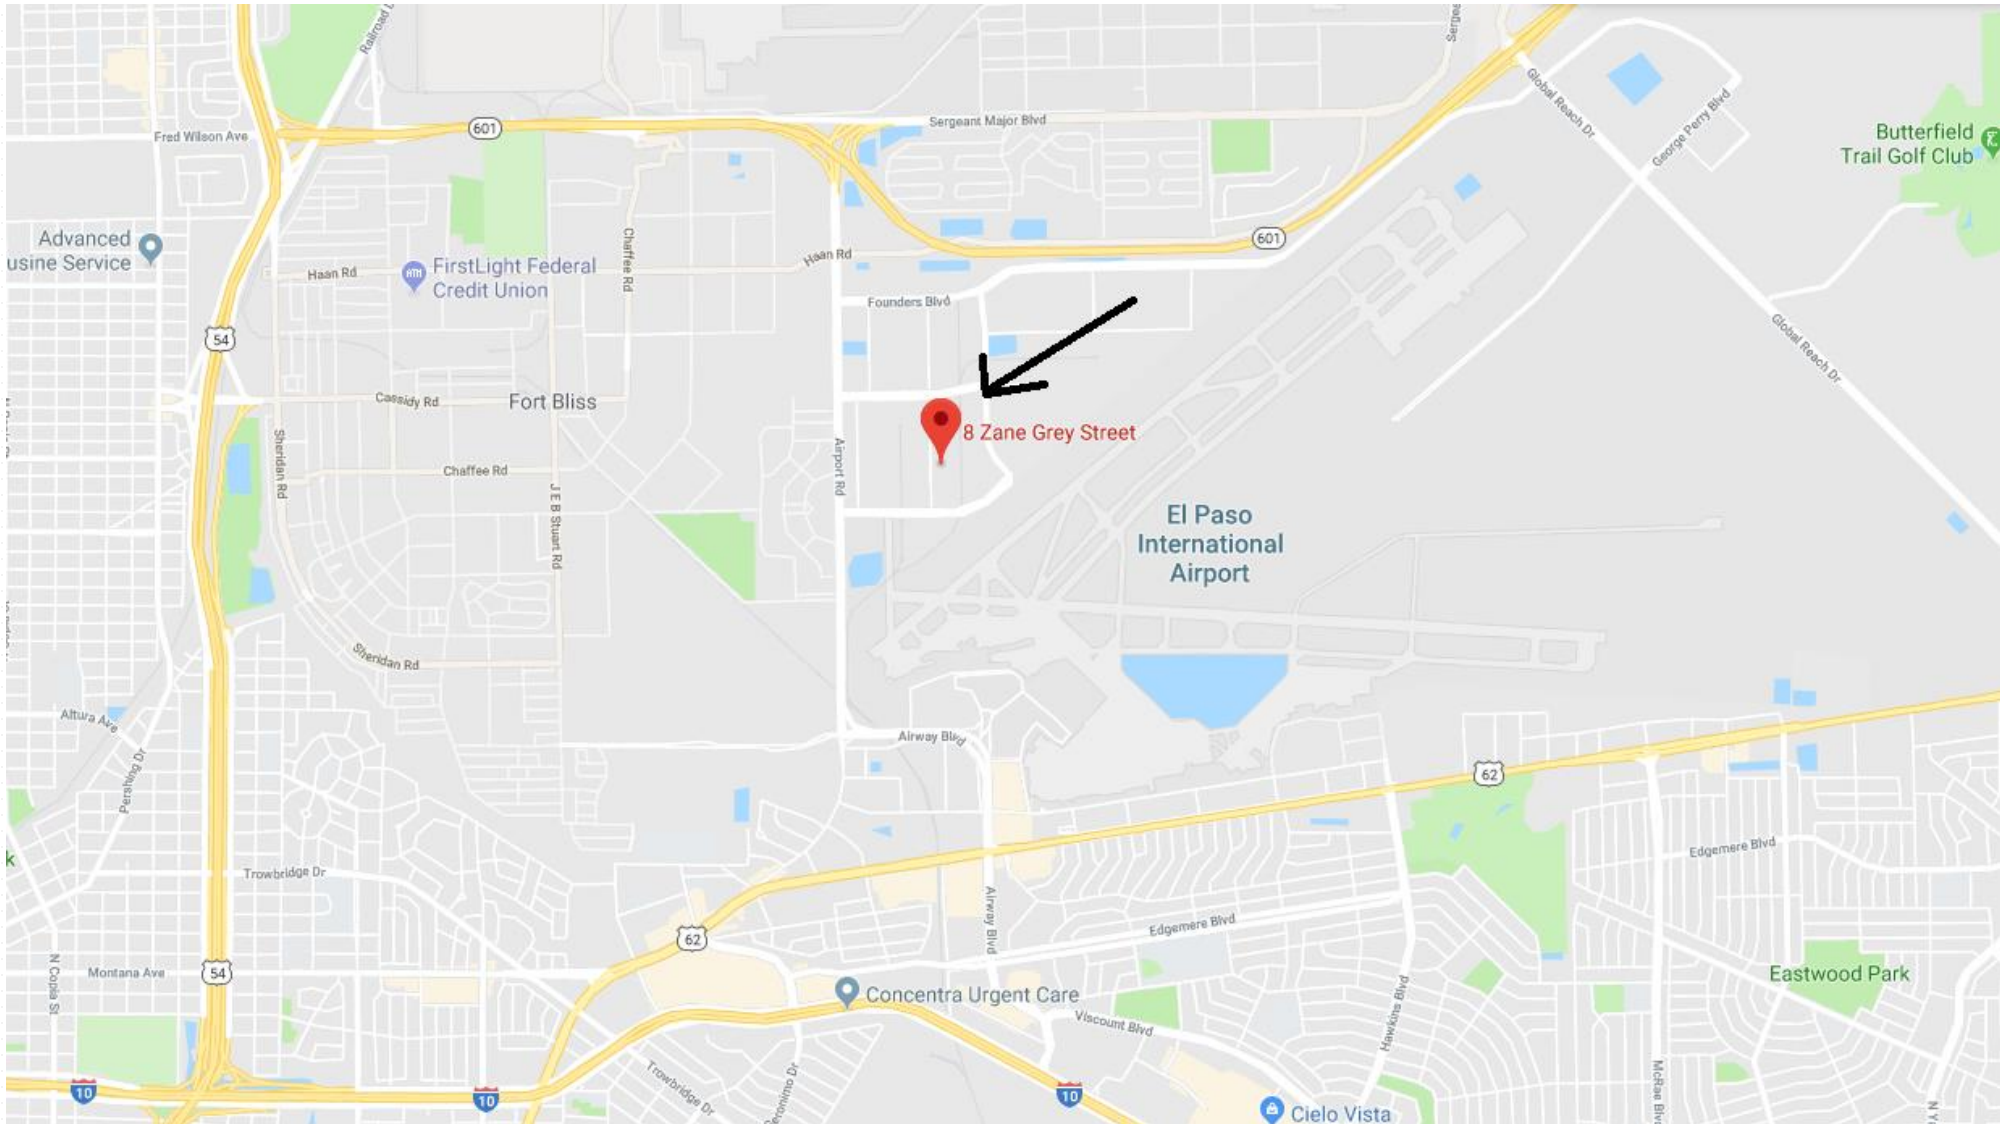 Railroad
601
Sergeant Major Blvd
Fred Wilson Ave
Global Reach Dr
George Perry Blvd
Butterfield
Trail Golf Club
Advanced
usine Service
Chaffee Rd
601
Haan Rd
Haan Rd
FirstLight Federal
Credit Union
ATM
Founders Blvd
54
Global Reach Dr
Cassidy Rd
Fort Bliss
8 Zane Grey Street
Sheridan Rd
Chaffee Rd
Airport Rd
J E B Stuart Rd
El Paso
International
Airport
Sheridan Rd
Altura Ave
Pershing Dr
Airway Blvd
62
Edgemere Blvd
k
Trowbridge Dr
Airway Blvd
Edgemere Blvd
62
N Copia St
Montana Ave
54
Eastwood Park
Concentra Urgent Care
Hawkins Blvd
Viscount Blvd
Trowbridge Dr
McRae Blv
10
10
10
Cielo Vista